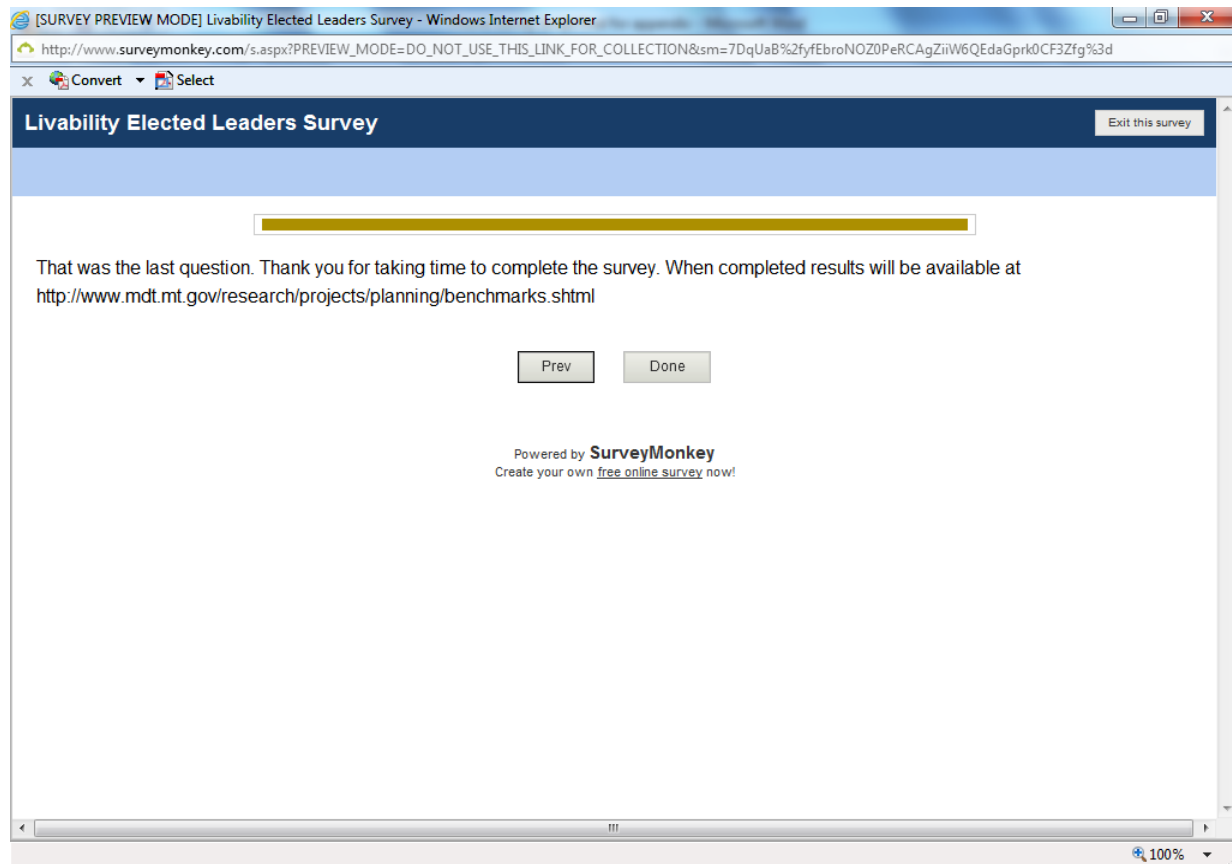 [SURVEY PREVIEW MODE] Livability Elected Leaders Survey - Windows Internet Explorer
http://www.surveymonkey.com/s.aspx?PREVIEW_MODE=DO_NOT_USE_THIS_LINK_FOR_COLLECTION&sm=7DqUaB%2fyfEbroNOZ0PeRCAgZiiW6QEdaGprk0CF3Zfg%3d
x Convert Select
Livability Elected Leaders Survey
Exit this survey
That was the last question. Thank you for taking time to complete the survey. When completed results will be available at
http://www.mdt.mt.gov/research/projects/planning/benchmarks.shtml
Prev Done
Powered by SurveyMonkey
Create your own free online survey now!
100%